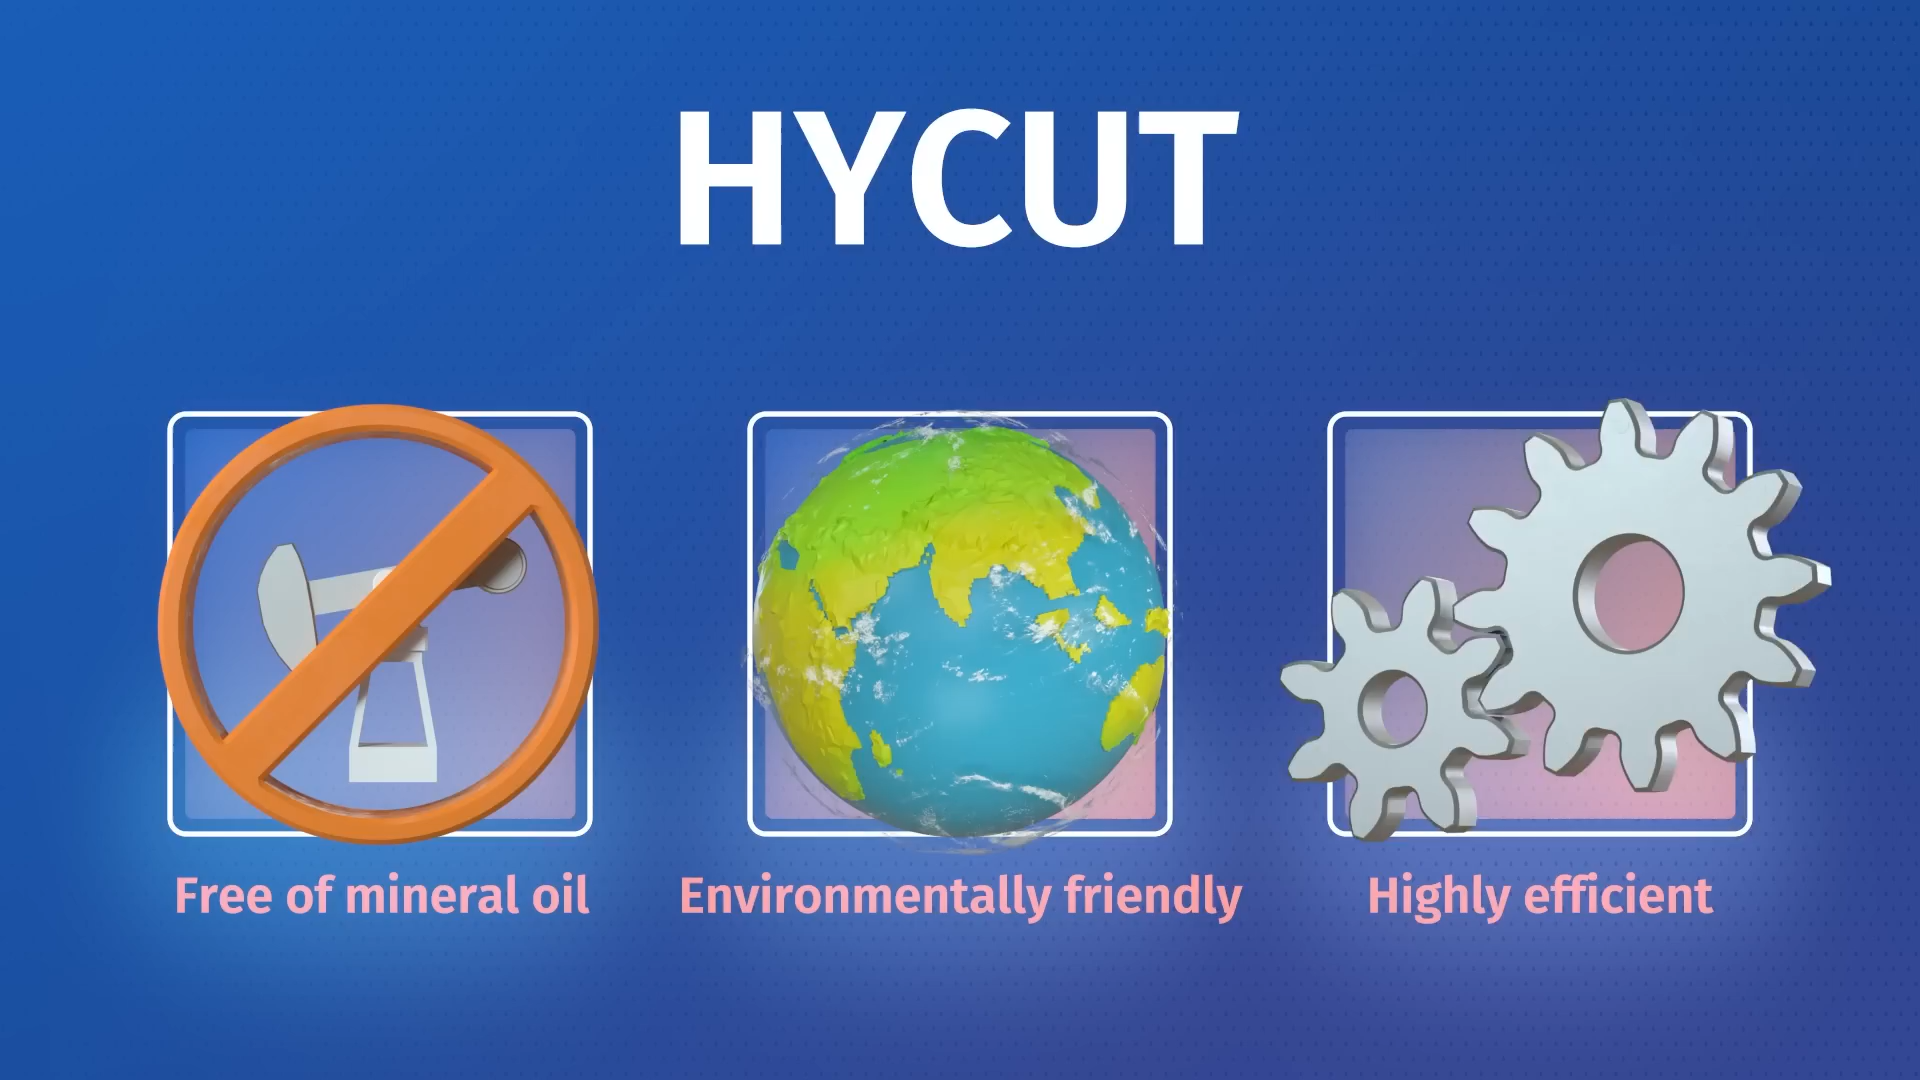 HYCUT
Free of mineral oil
Environmentally friendly
Highly efficient